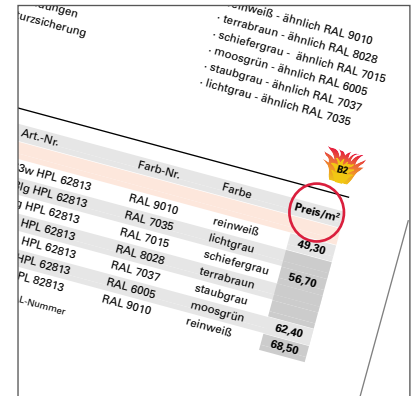 ungen
urzsicherung
einweiß - ähnlich RAL 9010
· terrabraun - ähnlich RAL 8028
· schiefergrau - ähnlich RAL 7015
· moosgrün - ähnlich RAL 6005
· staubgrau - ähnlich RAL 7037
· lichtgrau - ähnlich RAL 7035
B2
Art.-Nr. Farb-Nr. Farbe Preis/m²
3w HPL 62813 RAL 9010 reinweiß 49,30
lg HPL 62813 RAL 7035 lichtgrau
g HPL 62813 RAL 7015 schiefergrau
HPL 62813 RAL 8028 terrabraun 56,70
HPL 62813 RAL 7037 staubgrau
HPL 62813 RAL 6005 moosgrün 62,40
PL 82813 RAL 9010 reinweiß 68,50
L-Nummer